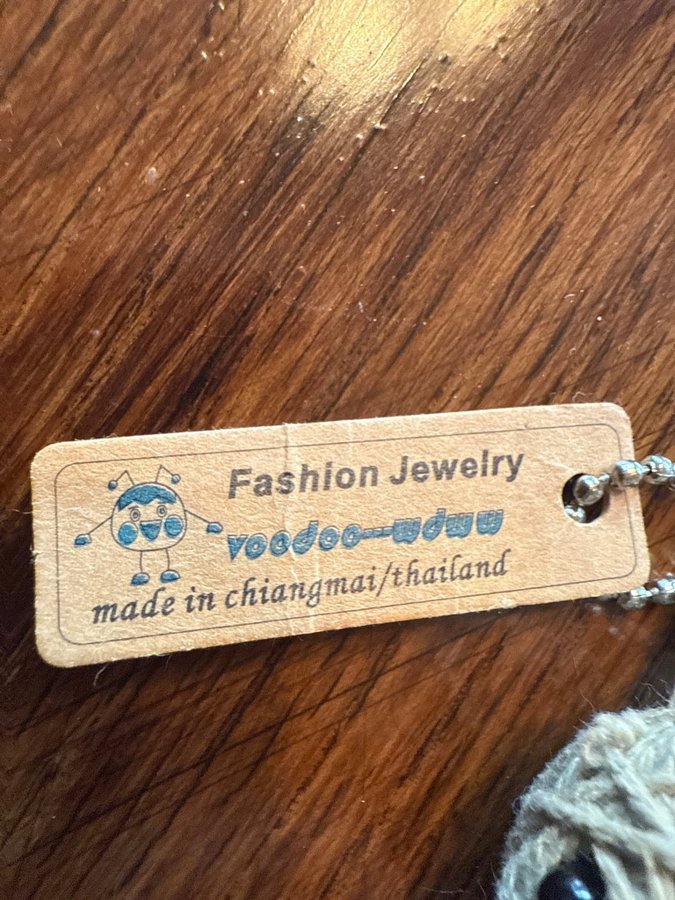 Fashion Jewelry
voodoo—wdww
made in chiangmai/thailand